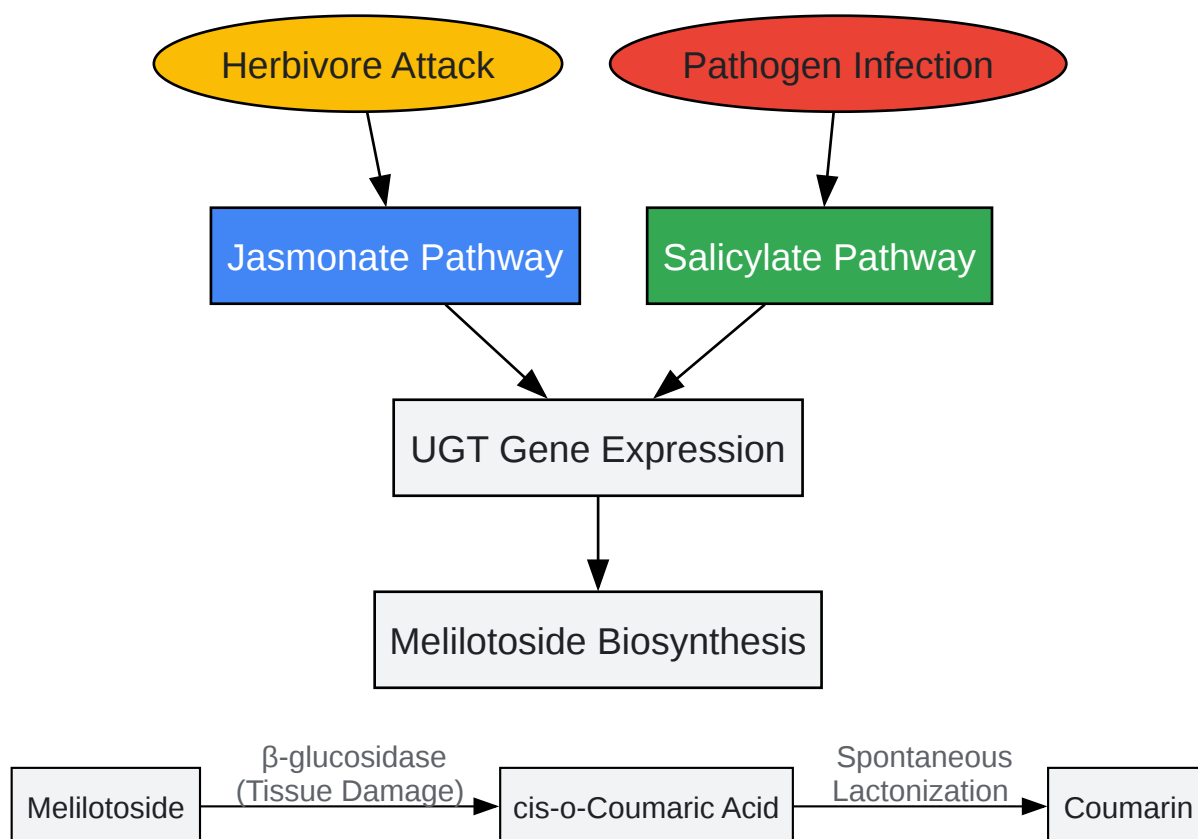 Herbivore Attack
Pathogen Infection
Jasmonate Pathway
Salicylate Pathway
UGT Gene Expression
Melilotoside Biosynthesis
Melilotoside
β-glucosidase
(Tissue Damage)
cis-o-Coumaric Acid
Spontaneous
Lactonization
Coumarin